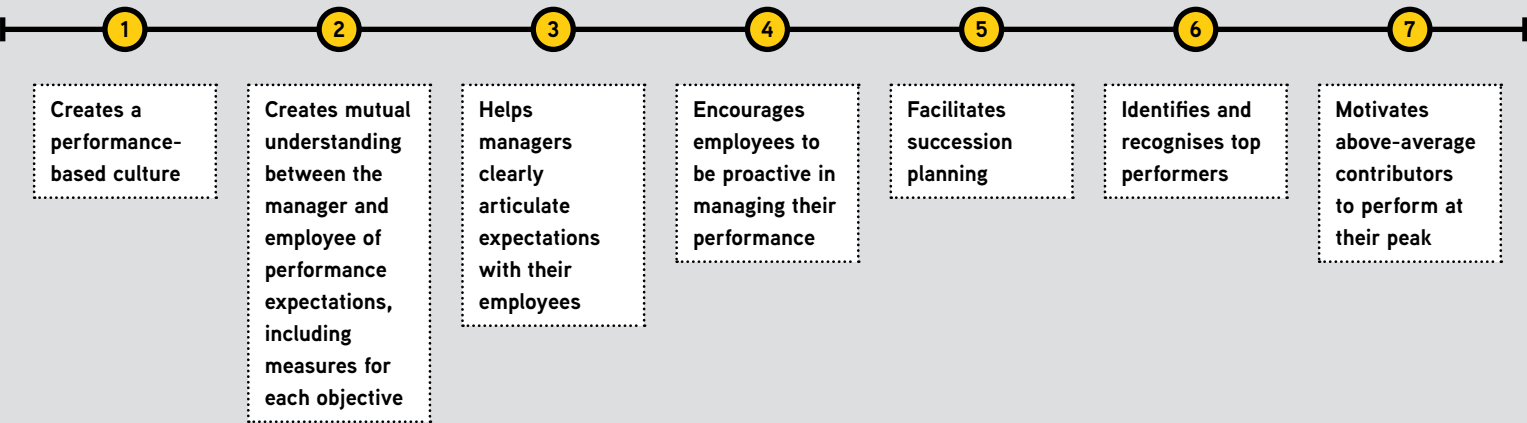 1
2
3
4
5
6
7
Creates a
performance-
based culture
Creates mutual
understanding
between the
manager and
employee of
performance
expectations,
including
measures for
each objective
Helps
managers
clearly
articulate
expectations
with their
employees
Encourages
employees to
be proactive in
managing their
performance
Facilitates
succession
planning
Identifies and
recognises top
performers
Motivates
above-average
contributors
to perform at
their peak